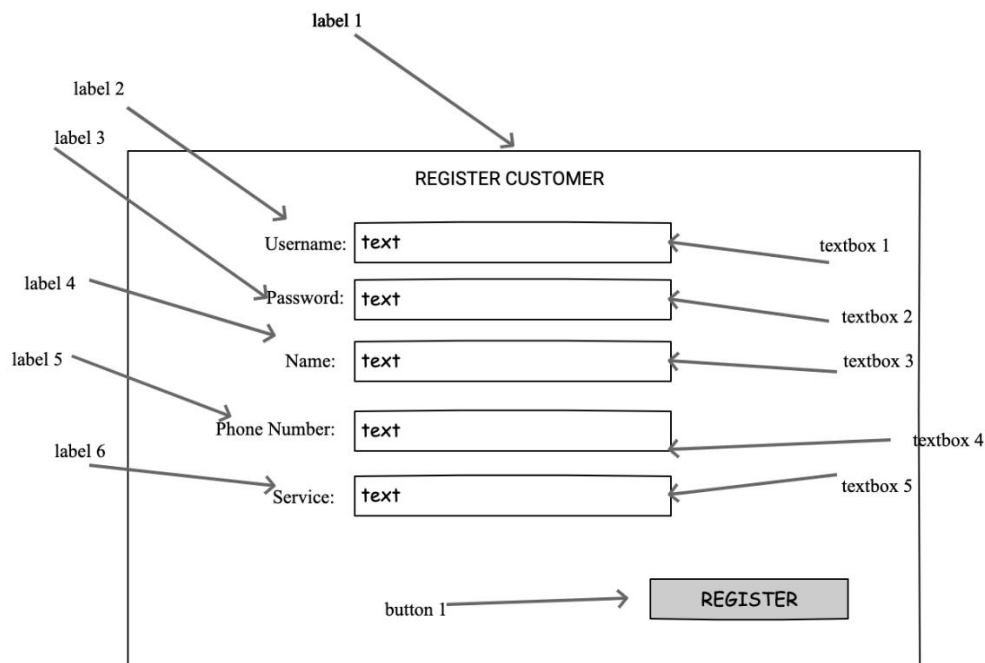 label 1
label 2
label 3
REGISTER CUSTOMER
Username: text textbox 1
label 4 Password: text textbox 2
label 5 Name: text textbox 3
Phone Number: text textbox 4
label 6
Service: text textbox 5
button 1 REGISTER